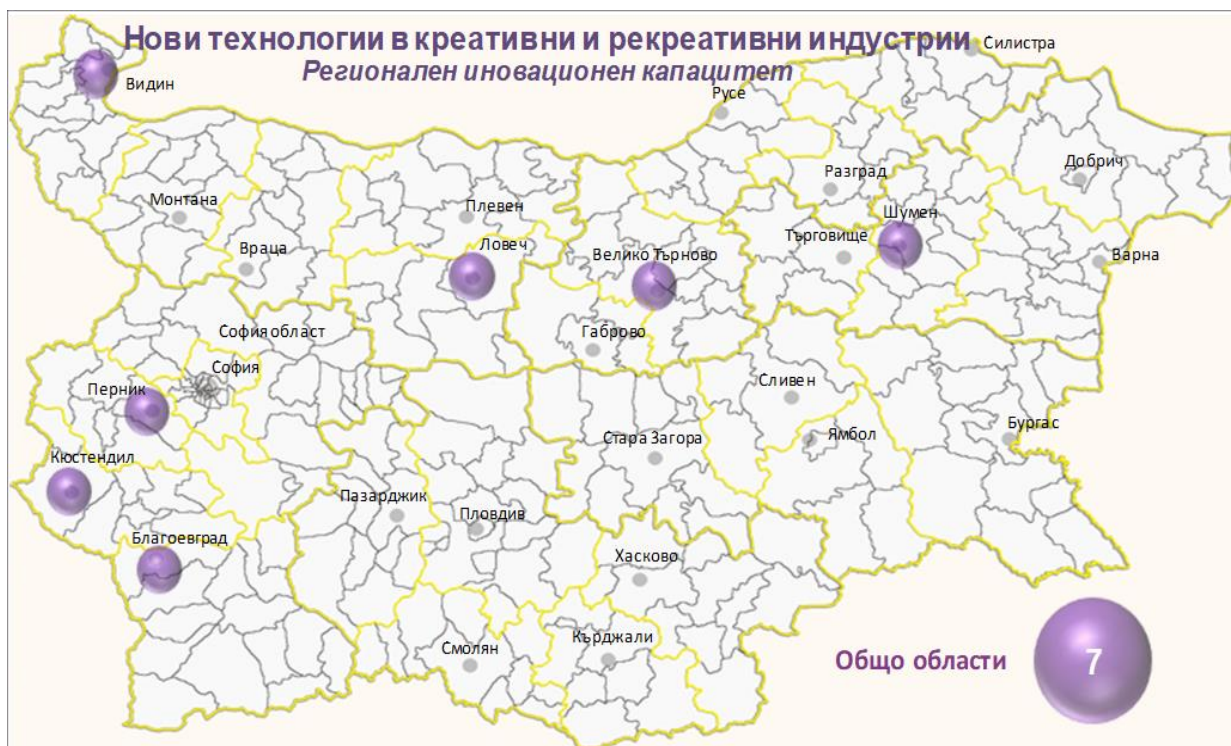 Нови технологии в креативни и рекреативни индустрии
Регионален иновационен капацитет
Силистра
Видин
Русе
Добрич
Разград
Монтана
Плевен
Шумен
Търговище
Ловеч
Враца
Велико Търново
Варна
София област
Габрово
София
Перник
Сливен
Бургас
Стара Загора
Ямбол
Кюстендил
Пазарджик
Пловдив
Благоевград
Хасково
Кърджали
Смолян
Общо области
7